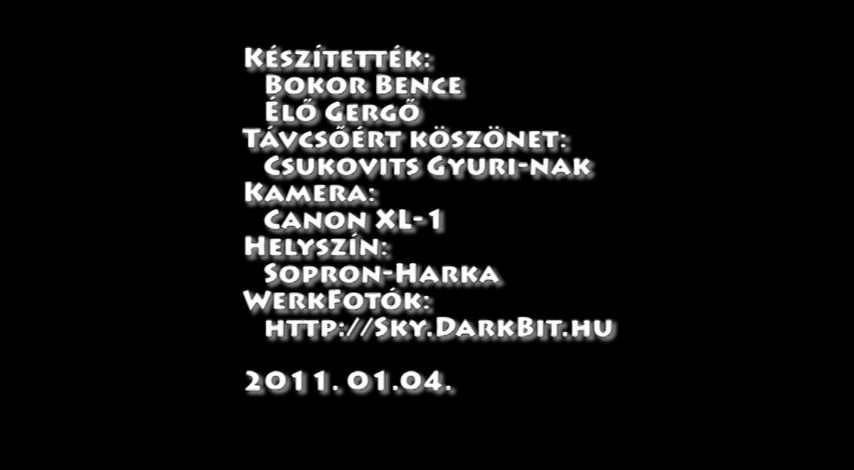 Készítették:
Bokor Bence
Élő Gergő
Távcsőért köszönet:
Csukovits Gyuri-nak
Kamera:
Canon XL-1
Helyszín:
Sopron-Harka
WerkFotók:
http://Sky.DarkBit.hu
2011. 01.04.